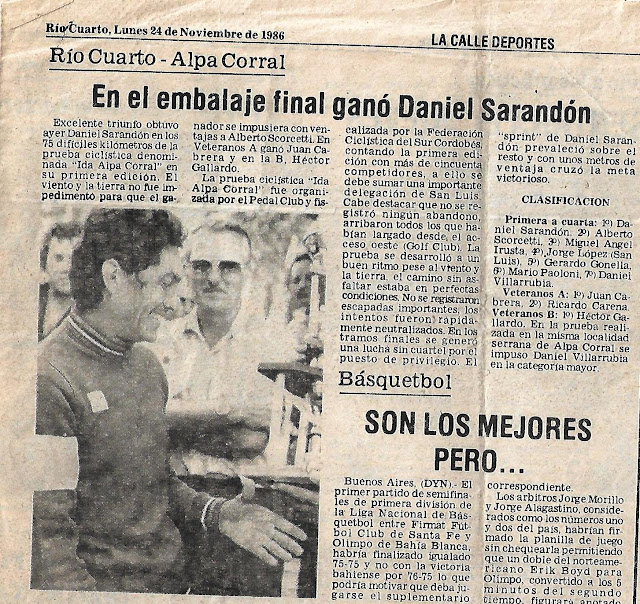 Río Cuarto, Lunes 24 de Noviembre de 1986
LA CALLE DEPORTES
Río Cuarto - Alpa Corral
En el embalaje final ganó Daniel Sarandón
Excelente triunfo obtuvo
ayer Daniel Sarandón en los
75 difíciles kilómetros de la
prueba ciclística denomi-
nada "Ida Alpa Corral" en
su primera edición. El
viento y la tierra no fue im-
pedimento para que el ga-
nador se impusiera con ven-
tajas a Alberto Scorcetti. En
Veteranos A ganó Juan Ca-
brera y en la B, Héctor
Gallardo.
La prueba ciclística "Ida
Alpa Corral" fue organi-
zada por el Pedal Club y fis-
calizada por la Federación
Ciclística del Sur Cordobés,
contando la primera edi-
ción con más de cincuenta
competidores, a ello se
debe sumar una importante
delegación de San Luis.
Cabe destacar que no se re-
gistró ningún abandono,
arribaron todos los que ha-
bían largado desde, el ac-
ceso oeste (Golf Club). La
prueba se desarrolló a un
buen ritmo pese al vento y
la tierra, el camino sin as-
faltar estaba en perfectas
condiciones. No se registraron
escapadas importantes, los
intentos fueron rápida-
mente neutralizados. En los
tramos finales se generó
una lucha sin cuartel por el
puesto de privilegio. El
"sprint" de Daniel Saran-
dón prevaleció sobre el
resto y con unos metros de
ventaja cruzó la meta
victorioso.
CLASIFICACION
Primera a cuarta: 1º) Da-
niel Sarandón: 2º) Alberto
Scorcetti, 3º) Miguel Angel
Irusta, 4º) Jorge López (San
Luis), 5º) Gerardo Gonella,
6º) Mario Paoloni, 7º) Daniel
Villarrubia.
Veteranos A: 1º) Juan Ca-
brera, 2º) Ricardo Carena.
Veteranos B: 1º) Héctor Ga-
llardo. En la prueba reali-
zada en la misma localidad
serrana de Alpa Corral se
impuso Daniel Villarrubia
en la categoría mayor.
Básquetbol
SON LOS MEJORES
PERO...
Buenos Aires, (DYN).- El
primer partido de semifina-
les de primera división de
la Liga Nacional de Bás-
quetbol entre Firmat Fút-
bol Club de Santa Fe y
Olimpo de Bahía Blanca,
habría finalizado igualado
75-75 y no con la victoria
bahiense por 76-75 lo que
podría motivar que deba ju-
garse el suplementario
correspondiente.
Los arbitros Jorge Morillo
y Jorge Alagastino, conside-
rados como los números uno
y dos del país, habrían fir-
mado la planilla de juego
sin chequearla permitiendo
que un doble del norteame-
ricano Erik Boyd para
Olimpo, convertido a los 5
minutos del segundo
tiempo, figurara anotado